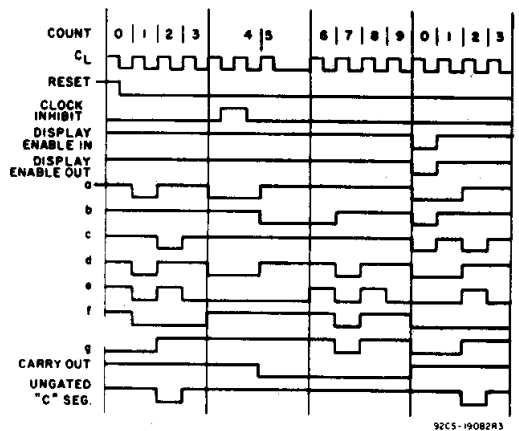 COUNT 0 1 2 3 4 5 6 7 8 9 0 1 2 3
CL
RESET
CLOCK
INHIBIT
DISPLAY
ENABLE IN
DISPLAY
ENABLE OUT
a
b
c
d
e
f
g
CARRY OUT
UNGATED
"C" SEG.
92CS-19082R3